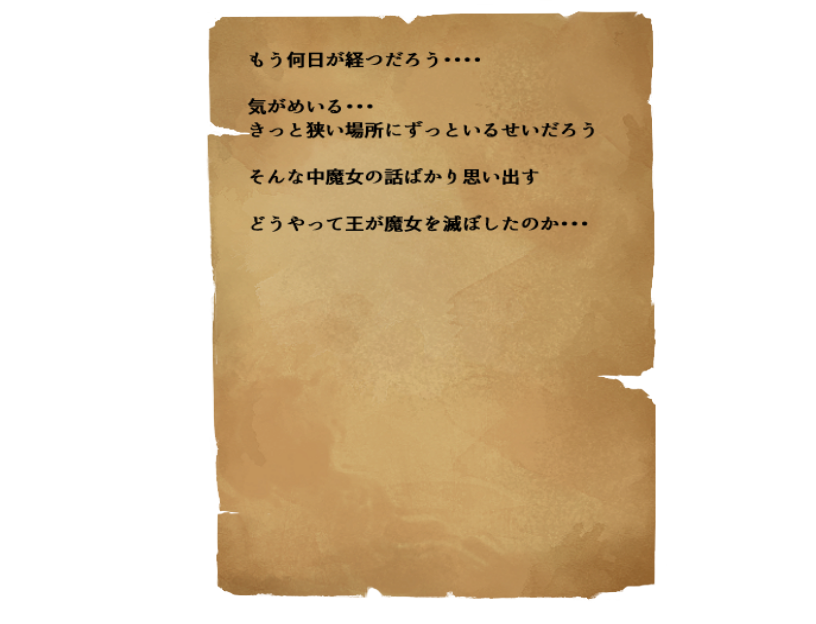 もう何日が経つだろう････
気がめいる･･･
きっと狭い場所にずっといるせいだろう
そんな中魔女の話ばかり思い出す
どうやって王が魔女を滅ぼしたのか･･･